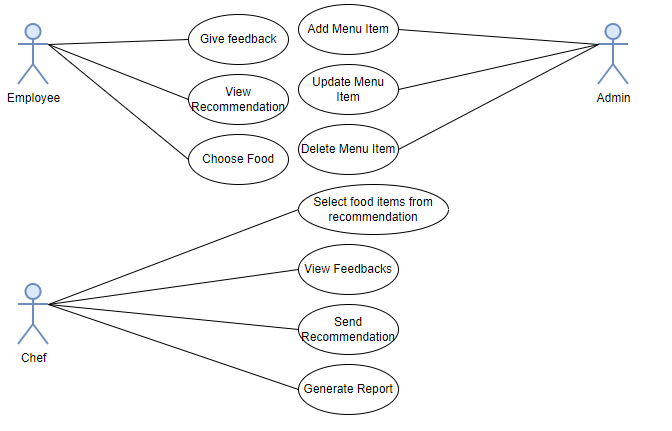 Employee
Give feedback
View
Recommendation
Choose Food
Add Menu Item
Update Menu
Item
Delete Menu Item
Admin
Select food items from
recommendation
View Feedbacks
Send
Recommendation
Generate Report
Chef